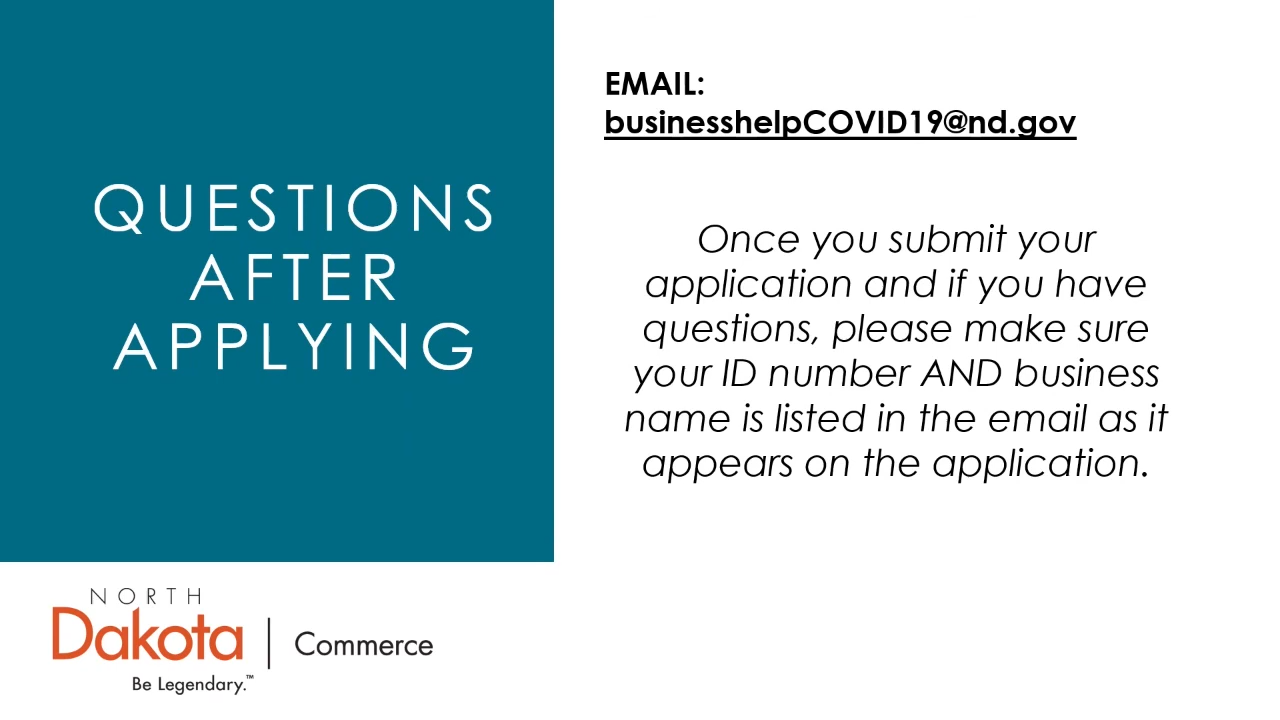 QUESTIONS
AFTER
APPLYING
EMAIL:
businesshelpCOVID19@nd.gov
Once you submit your
application and if you have
questions, please make sure
your ID number AND business
name is listed in the email as it
appears on the application.
NORTH
Dakota
Be Legendary.™
Commerce